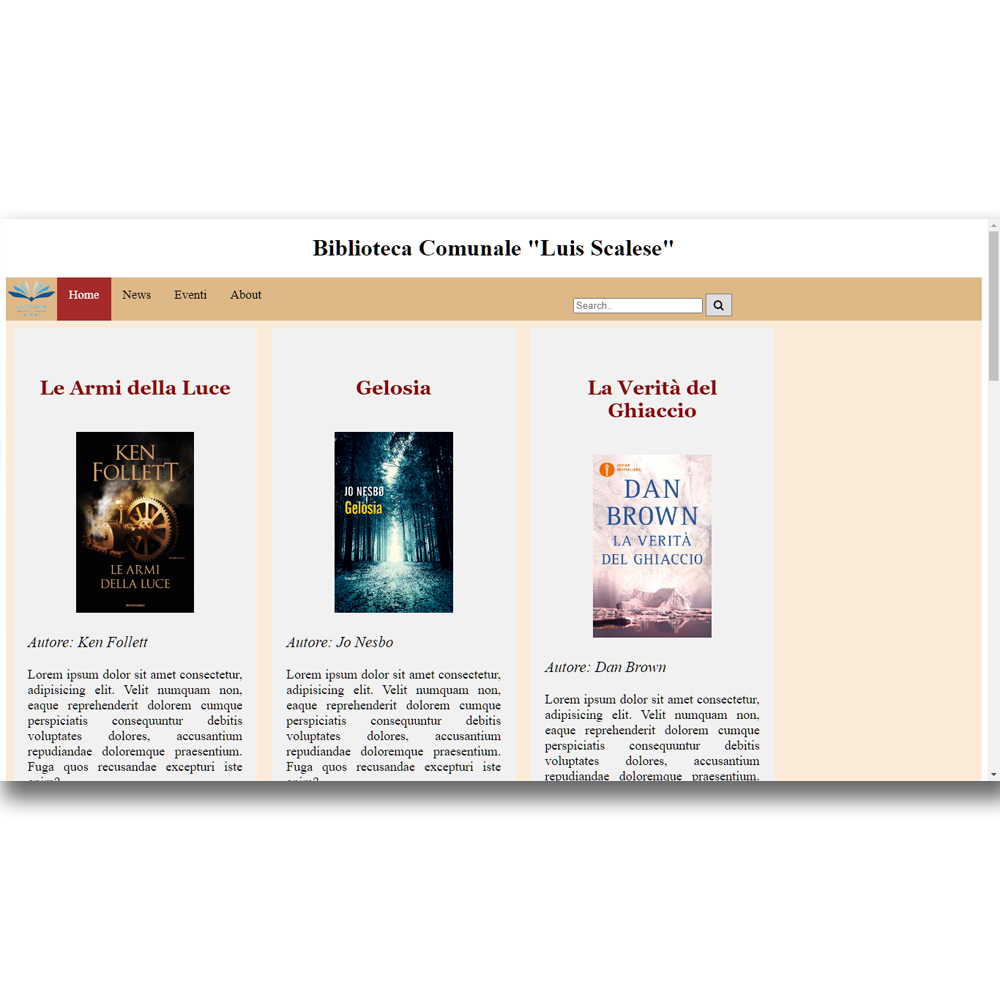 Biblioteca Comunale "Luis Scalese"
Home News Eventi About
Search..
Le Armi della Luce
KEN
FOLLETT
LE ARMI
DELLA LUCE
Autore: Ken Follett
Lorem ipsum dolor sit amet consectetur,
adipisicing elit. Velit numquam non,
eaque reprehenderit dolorem cumque
perspiciatis consequuntur debitis
voluptates dolores, accusantium
repudiandae doloremque praesentium.
Fuga quos recusandae excepturi iste
Gelosia
JO NESBØ
Gelosia
Autore: Jo Nesbo
Lorem ipsum dolor sit amet consectetur,
adipisicing elit. Velit numquam non,
eaque reprehenderit dolorem cumque
perspiciatis consequuntur debitis
voluptates dolores, accusantium
repudiandae doloremque praesentium.
Fuga quos recusandae excepturi iste
La Verità del
Ghiaccio
DAN
BROWN
LA VERITÀ
DEL GHIACCIO
Autore: Dan Brown
Lorem ipsum dolor sit amet consectetur,
adipisicing elit. Velit numquam non,
eaque reprehenderit dolorem cumque
perspiciatis consequuntur debitis
voluptates dolores, accusantium
repudiandae doloremque praesentium.